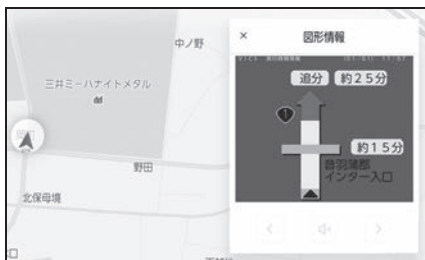 中ノ野
三井ミーハナイトメタル
野田
北保母境
×
図形情報
VICS
追分 約25分
1
約15分
音羽蒲郡
インター入口